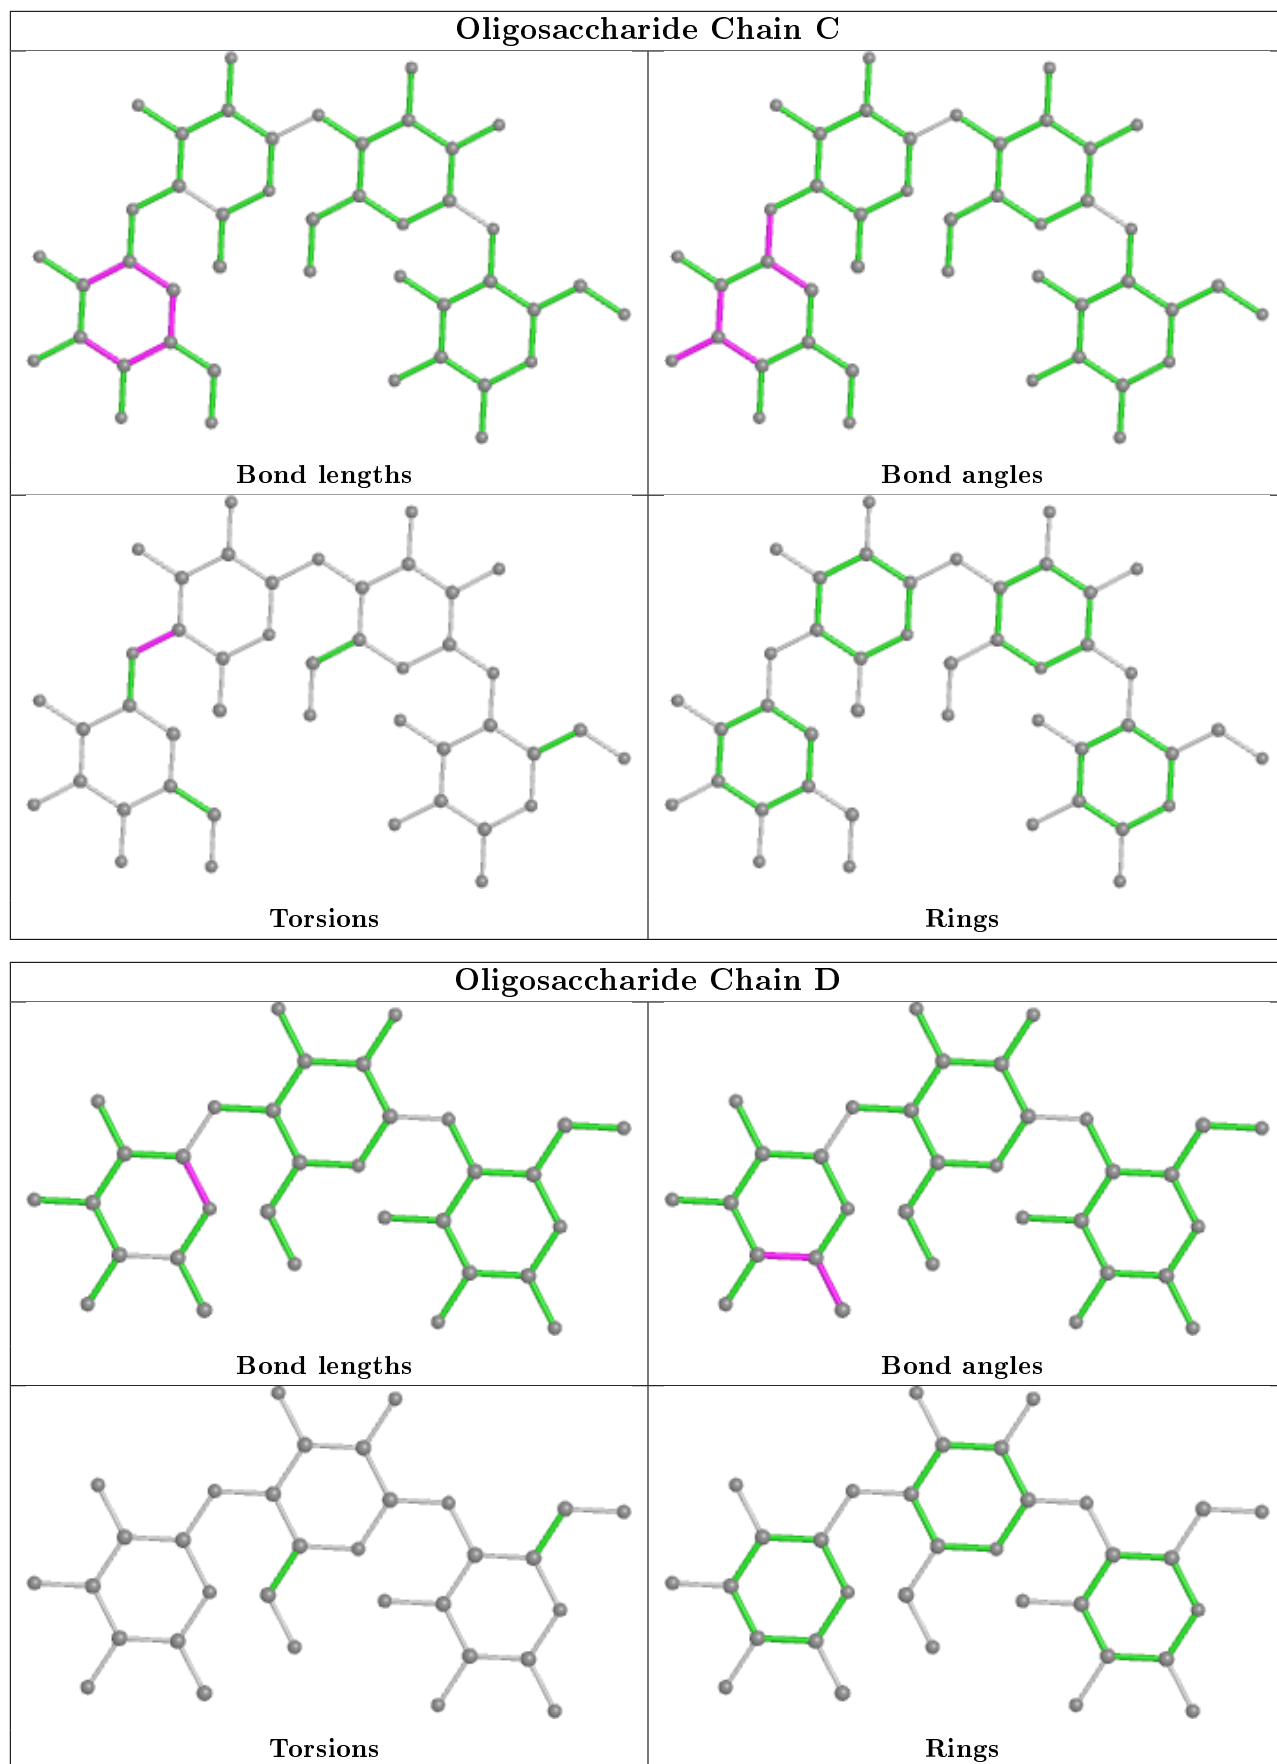 Oligosaccharide Chain C
Bond lengths
Bond angles
Torsions
Rings
Oligosaccharide Chain D
Bond lengths
Bond angles
Torsions
Rings